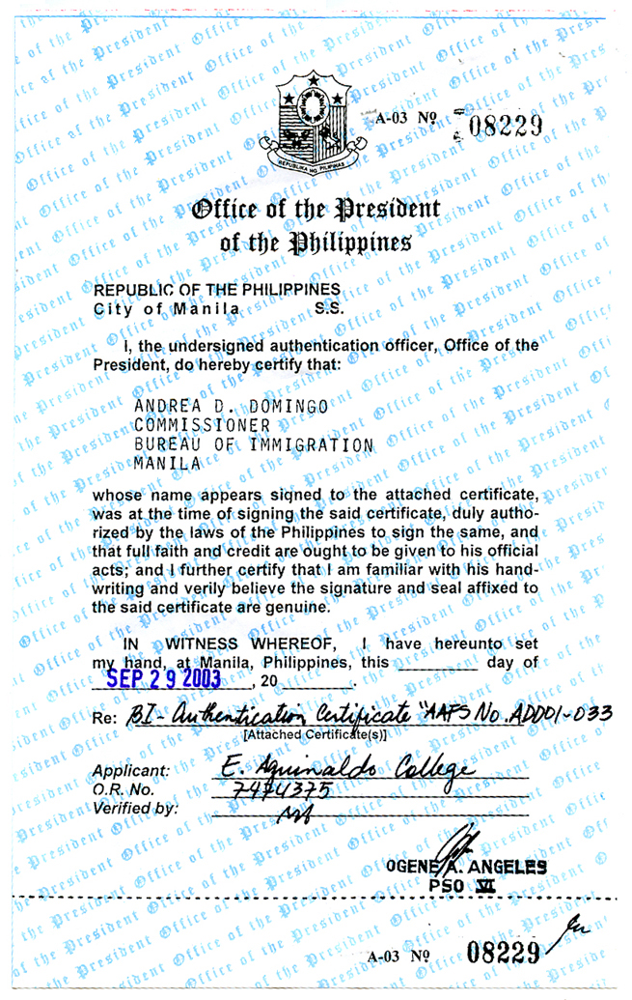 A-03 Nº 08229
REPUBLIKA NG PILIPINAS
Office of the President
of the Philippines
REPUBLIC OF THE PHILIPPINES
City of Manila S.S.
I, the undersigned authentication officer, Office of the
President, do hereby certify that:
ANDREA D. DOMINGO
COMMISSIONER
BUREAU OF IMMIGRATION
MANILA
whose name appears signed to the attached certificate,
was at the time of signing the said certificate, duly autho-
rized by the laws of the Philippines to sign the same, and
that full faith and credit are ought to be given to his official
acts; and I further certify that I am familiar with his hand-
writing and verily believe the signature and seal affixed to
the said certificate are genuine.
IN WITNESS WHEREOF, I have hereunto set
my hand, at Manila, Philippines, this ________ day of
SEP 29 2003, 20________.
Re: BI - Authentication Certificate "AAFS No. ADD01-033
[Attached Certificate(s)]
Applicant: E. Aguinaldo College
O.R. No. 7474375
Verified by:
OGENE A. ANGELES
PSO VI
A-03 Nº 08229